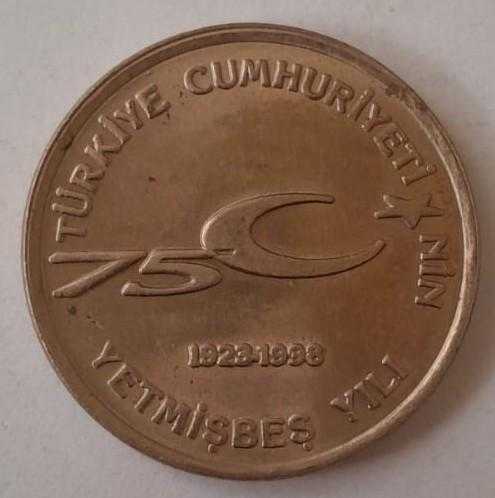 TÜRKİYE CUMHURİYETİ NİN
75
1923-1998
YETMİŞBEŞ YILI